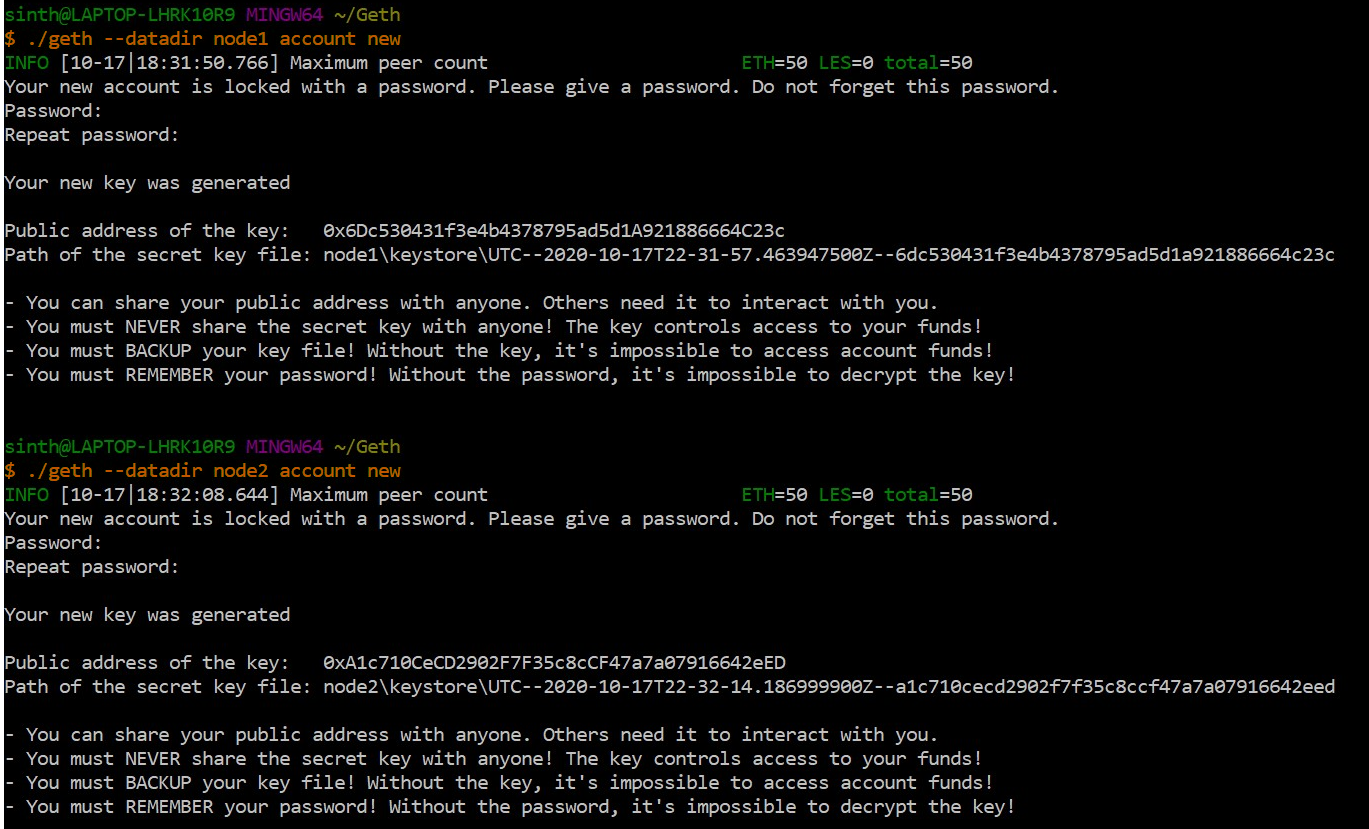 sinth@LAPTOP-LHRK10R9 MINGW64 ~/Geth
$ ./geth --datadir node1 account new
INFO [10-17|18:31:50.766] Maximum peer count                       ETH=50 LES=0 total=50
Your new account is locked with a password. Please give a password. Do not forget this password.
Password:
Repeat password:
Your new key was generated
Public address of the key:   0x6Dc530431f3e4b4378795ad5d1A921886664C23c
Path of the secret key file: node1\keystore\UTC--2020-10-17T22-31-57.463947500Z--6dc530431f3e4b4378795ad5d1a921886664c23c
- You can share your public address with anyone. Others need it to interact with you.
- You must NEVER share the secret key with anyone! The key controls access to your funds!
- You must BACKUP your key file! Without the key, it's impossible to access account funds!
- You must REMEMBER your password! Without the password, it's impossible to decrypt the key!
sinth@LAPTOP-LHRK10R9 MINGW64 ~/Geth
$ ./geth --datadir node2 account new
INFO [10-17|18:32:08.644] Maximum peer count                       ETH=50 LES=0 total=50
Your new account is locked with a password. Please give a password. Do not forget this password.
Password:
Repeat password:
Your new key was generated
Public address of the key:   0xA1c710CeCD2902F7F35c8cCF47a7a07916642eED
Path of the secret key file: node2\keystore\UTC--2020-10-17T22-32-14.186999900Z--a1c710cecd2902f7f35c8ccf47a7a07916642eed
- You can share your public address with anyone. Others need it to interact with you.
- You must NEVER share the secret key with anyone! The key controls access to your funds!
- You must BACKUP your key file! Without the key, it's impossible to access account funds!
- You must REMEMBER your password! Without the password, it's impossible to decrypt the key!